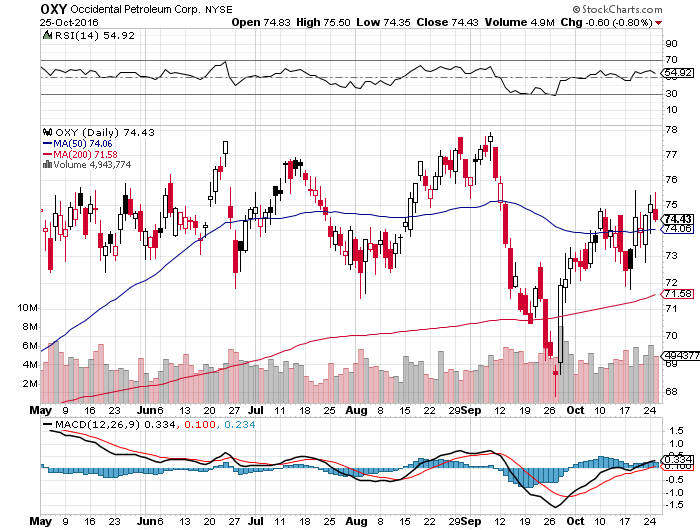 OXY Occidental Petroleum Corp. NYSE © StockCharts.com
25-Oct-2016 Open 74.83 High 75.50 Low 74.35 Close 74.43 Volume 4.9M Chg -0.60 (-0.80%)
RSI(14) 54.92
90
70
54.92
50
30
10
OXY (Daily) 74.43
MA(50) 74.06
MA(200) 71.58
Volume 4,943,774
78
77
76
75
74.43
74.06
73
72
71.58
71
70
494377
69
68
10M
8M
6M
4M
2M
May 9 16 23 Jun 6 13 20 27 Jul 11 18 25 Aug 8 15 22 29 Sep 12 19 26 Oct 10 17 24
MACD(12,26,9) 0.334, 0.100, 0.234
1.5
1.0
0.334
0.100
-0.5
-1.0
-1.5
May 9 16 23 Jun 6 13 20 27 Jul 11 18 25 Aug 8 15 22 29 Sep 12 19 26 Oct 10 17 24